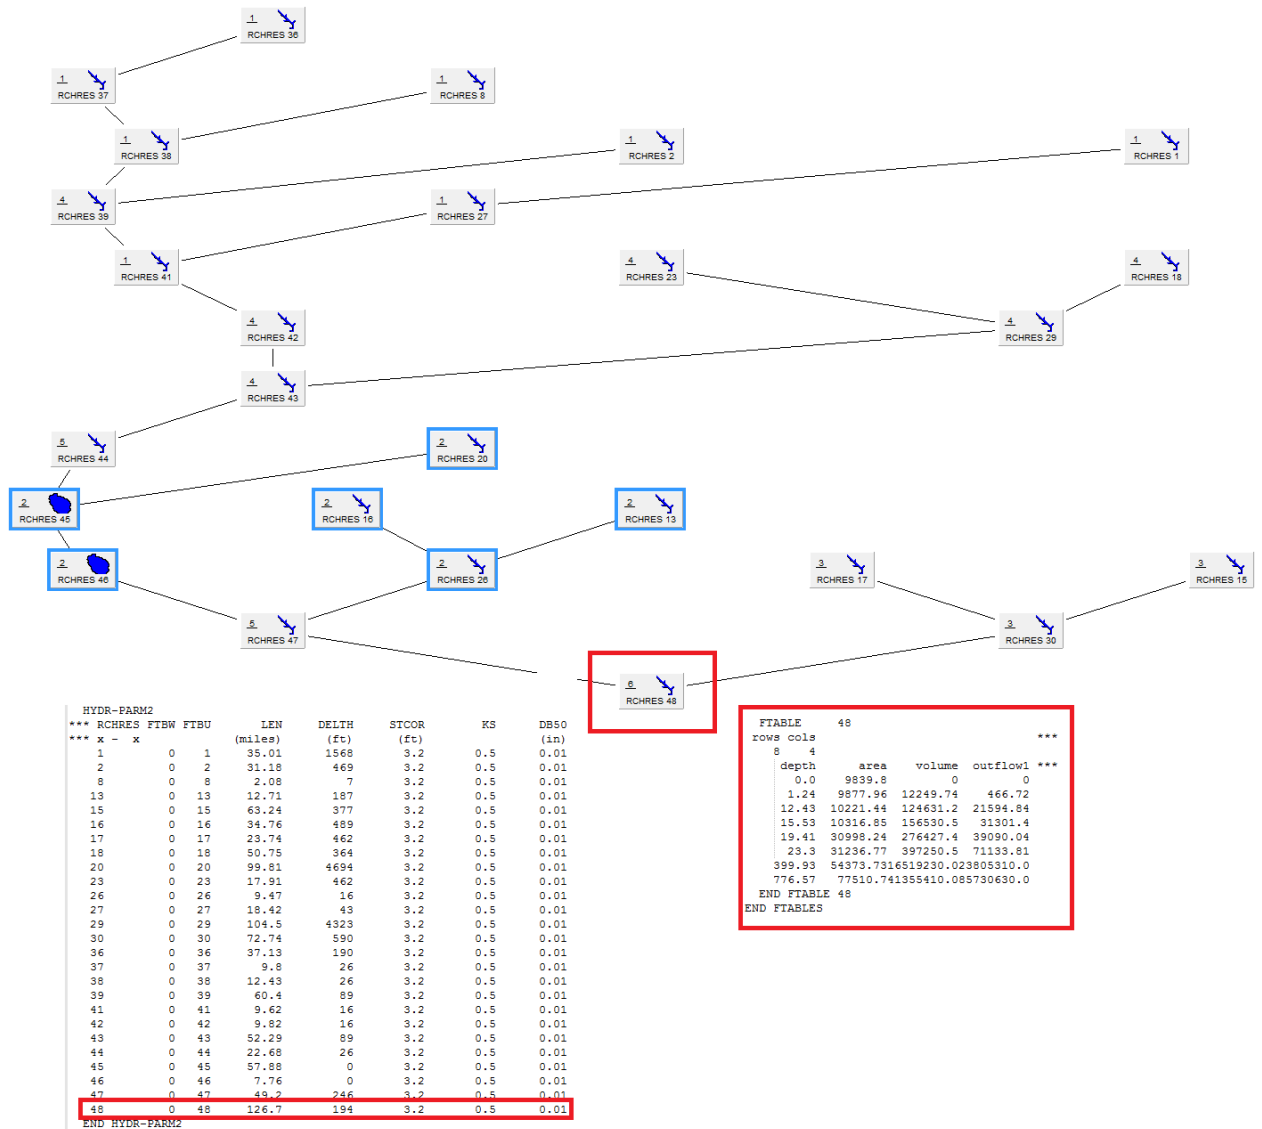 1
RCHRES 36
1
RCHRES 37
1
RCHRES 8
1
RCHRES 38
1
RCHRES 2
1
RCHRES 1
4
RCHRES 39
1
RCHRES 27
1
RCHRES 41
4
RCHRES 23
4
RCHRES 18
4
RCHRES 42
4
RCHRES 29
4
RCHRES 43
5
RCHRES 44
2
RCHRES 20
2
RCHRES 45
2
RCHRES 16
2
RCHRES 13
2
RCHRES 46
2
RCHRES 26
3
RCHRES 17
3
RCHRES 15
5
RCHRES 47
3
RCHRES 30
6
RCHRES 48
HYDR-PARM2
*** RCHRES FTBW FTBU LEN DELTH STCOR KS DB50
*** x - x (miles) (ft) (ft) (in)
1 0 1 35.01 1568 3.2 0.5 0.01
2 0 2 31.18 469 3.2 0.5 0.01
8 0 8 2.08 7 3.2 0.5 0.01
13 0 13 12.71 187 3.2 0.5 0.01
15 0 15 63.24 377 3.2 0.5 0.01
16 0 16 34.76 489 3.2 0.5 0.01
17 0 17 23.74 462 3.2 0.5 0.01
18 0 18 50.75 364 3.2 0.5 0.01
20 0 20 99.81 4694 3.2 0.5 0.01
23 0 23 17.91 462 3.2 0.5 0.01
26 0 26 9.47 16 3.2 0.5 0.01
27 0 27 18.42 43 3.2 0.5 0.01
29 0 29 104.5 4323 3.2 0.5 0.01
30 0 30 72.74 590 3.2 0.5 0.01
36 0 36 37.13 190 3.2 0.5 0.01
37 0 37 9.8 26 3.2 0.5 0.01
38 0 38 12.43 26 3.2 0.5 0.01
39 0 39 60.4 89 3.2 0.5 0.01
41 0 41 9.62 16 3.2 0.5 0.01
42 0 42 9.82 16 3.2 0.5 0.01
43 0 43 52.29 89 3.2 0.5 0.01
44 0 44 22.68 26 3.2 0.5 0.01
45 0 45 57.88 0 3.2 0.5 0.01
46 0 46 7.76 0 3.2 0.5 0.01
47 0 47 49.2 246 3.2 0.5 0.01
48 0 48 126.7 194 3.2 0.5 0.01
END HYDR-PARM2
FTABLE 48
rows cols ***
8 4
depth area volume outflow1 ***
0.0 9839.8 0 0
1.24 9877.96 12249.74 466.72
12.43 10221.44 124631.2 21594.84
15.53 10316.85 156530.5 31301.4
19.41 30998.24 276427.4 39090.04
23.3 31236.77 397250.5 71133.81
399.93 54373.7316519230.023805310.0
776.57 77510.741355410.085730630.0
END FTABLE 48
END FTABLES